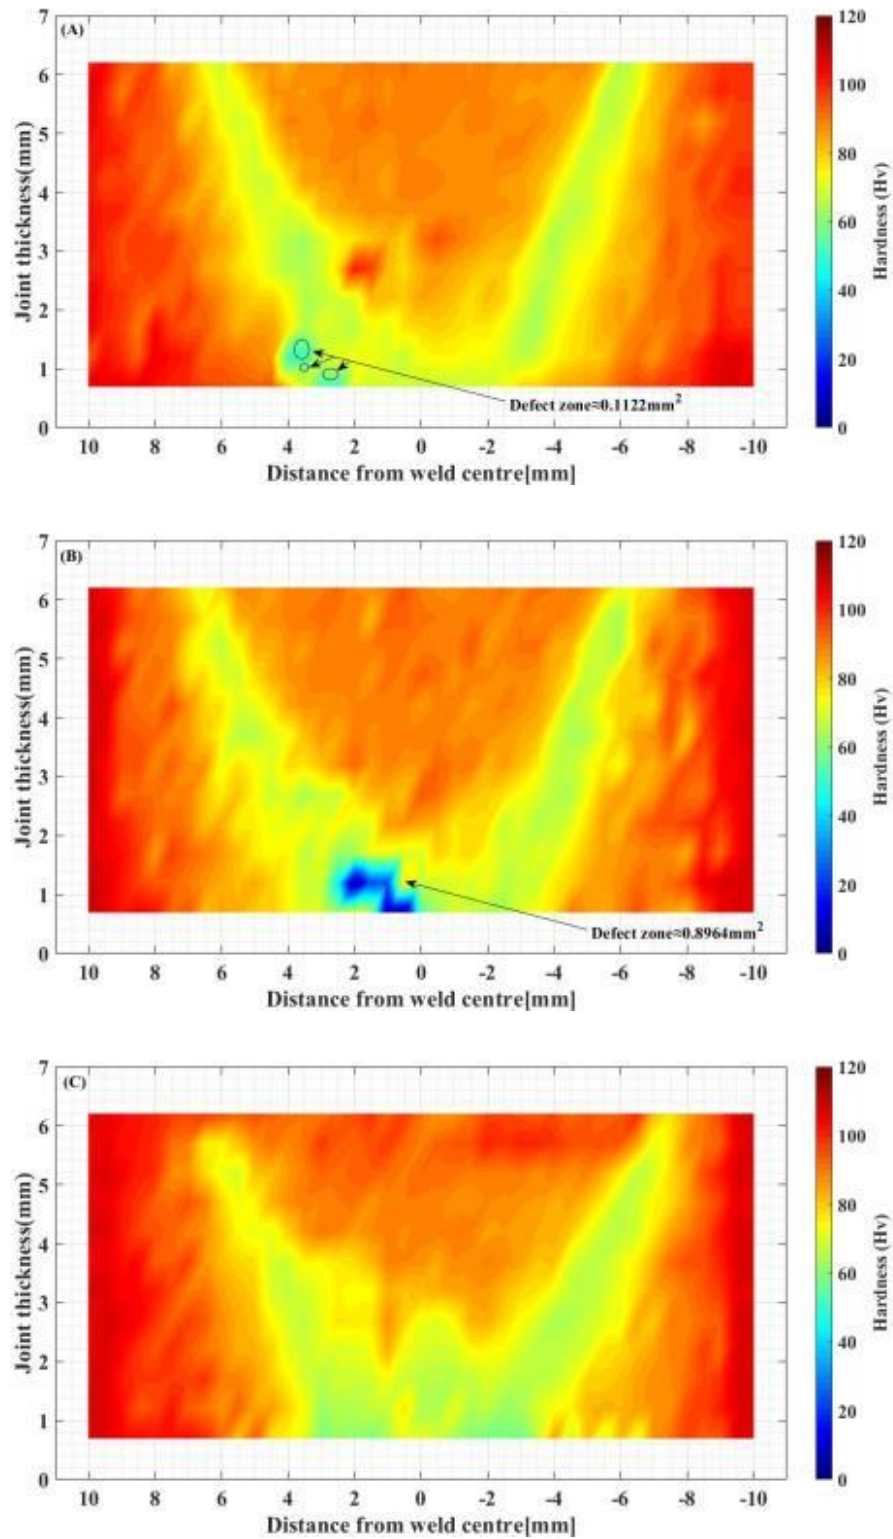 (A)
7
6
5
4
3
2
1
0
Joint thickness(mm)
10 8 6 4 2 0 -2 -4 -6 -8 -10
Distance from weld centre[mm]
Defect zone≈0.1122mm²
120
100
80
60
40
20
0
Hardness (Hv)
(B)
7
6
5
4
3
2
1
0
Joint thickness(mm)
10 8 6 4 2 0 -2 -4 -6 -8 -10
Distance from weld centre[mm]
Defect zone≈0.8964mm²
120
100
80
60
40
20
0
Hardness (Hv)
(C)
7
6
5
4
3
2
1
0
Joint thickness(mm)
10 8 6 4 2 0 -2 -4 -6 -8 -10
Distance from weld centre[mm]
120
100
80
60
40
20
0
Hardness (Hv)